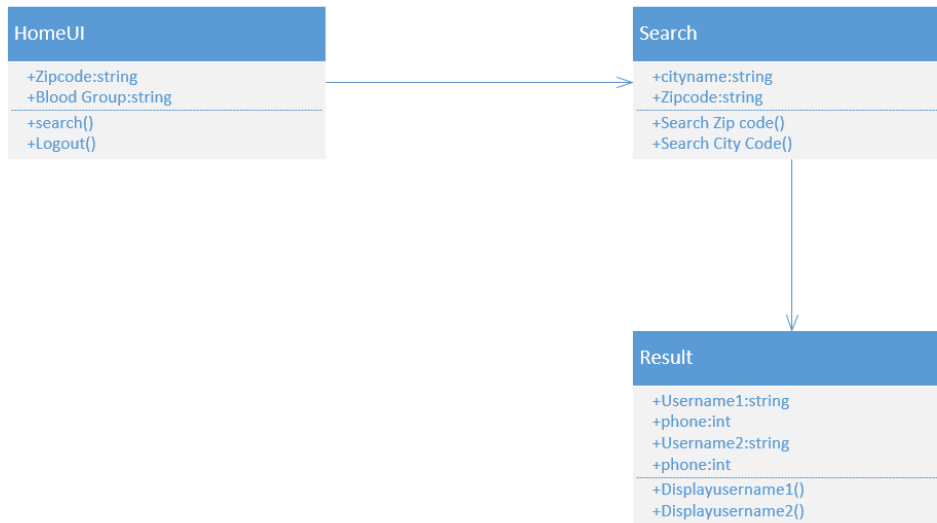 HomeUI
+Zipcode:string
+Blood Group:string
+search()
+Logout()
Search
+cityname:string
+Zipcode:string
+Search Zip code()
+Search City Code()
Result
+Username1:string
+phone:int
+Username2:string
+phone:int
+Displayusername1()
+Displayusername2()